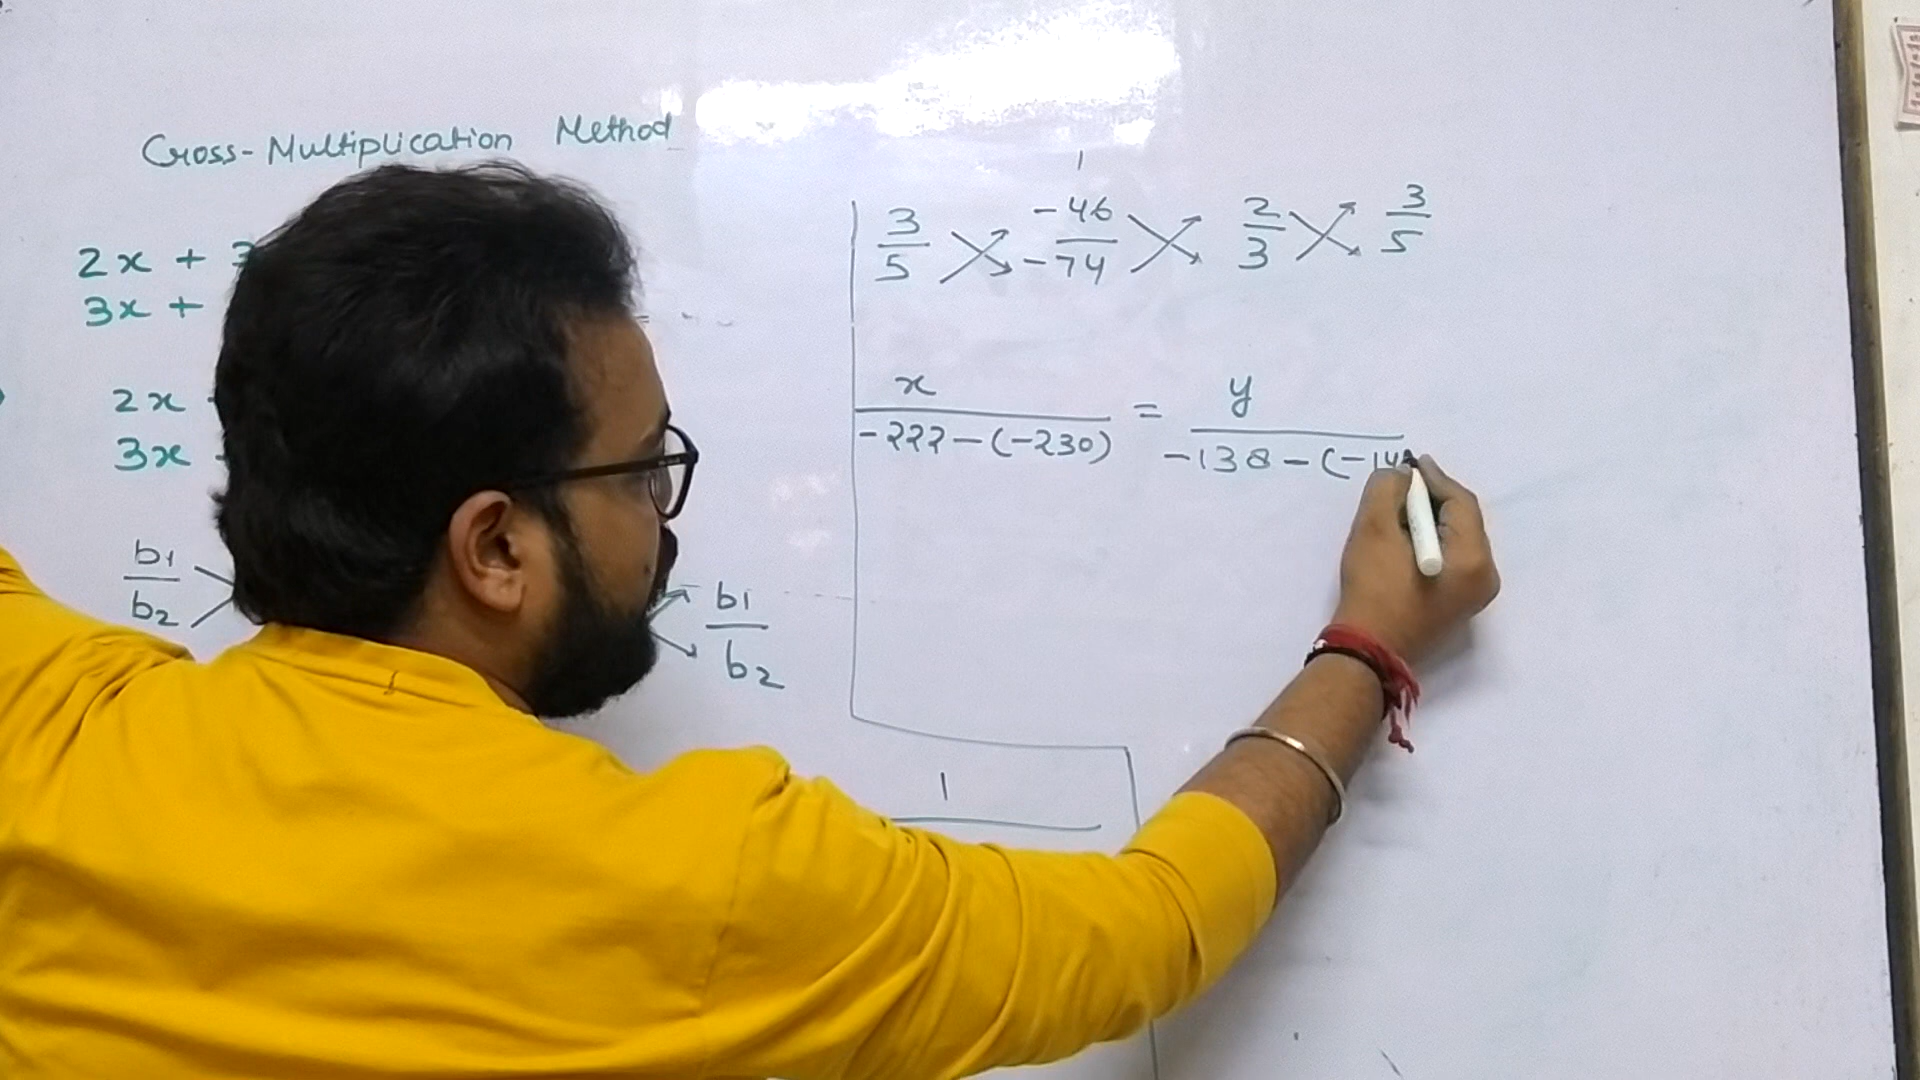 Cross-Multiplication Method
2x + 3
3x +
2x
3x
b1
b2
b1
b2
3 -46 2 3
5 -74 3 5
x = y
-222-(-230) -138-(-14
1